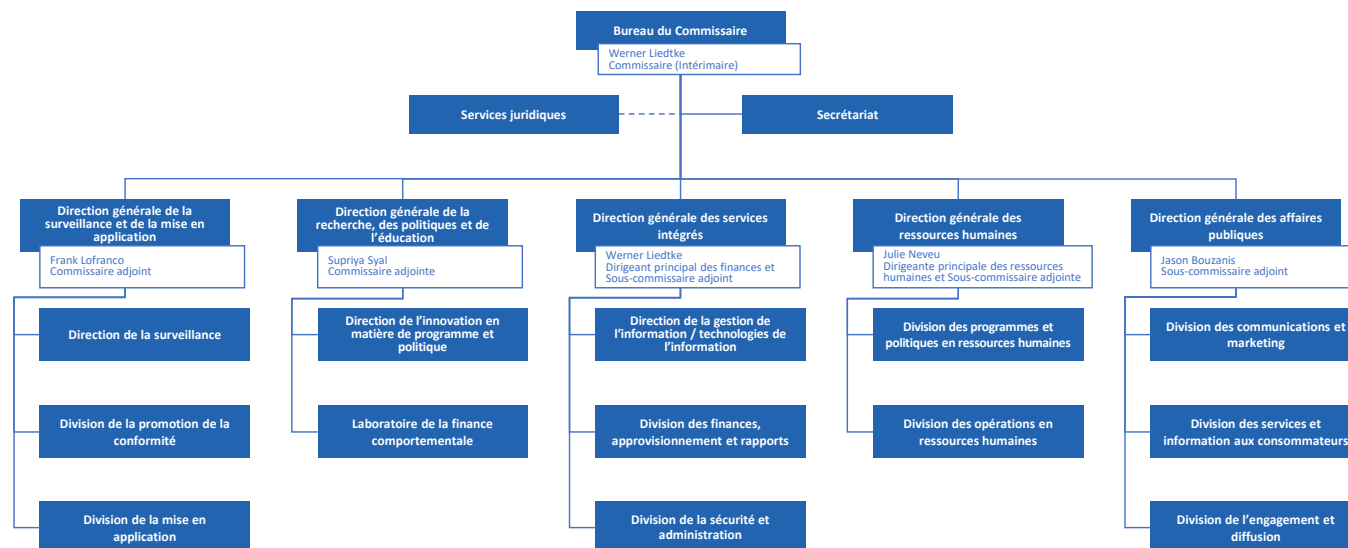 Bureau du Commissaire
Werner Liedtke
Commissaire (Intérimaire)
Services juridiques
Secrétariat
Direction générale de la
surveillance et de la mise en
application
Frank Lofranco
Commissaire adjoint
Direction générale de la
recherche, des politiques et de
l'éducation
Supriya Syal
Commissaire adjointe
Direction générale des services
intégrés
Werner Liedtke
Dirigeant principal des finances et
Sous-commissaire adjoint
Direction générale des
ressources humaines
Julie Neveu
Dirigeante principale des ressources
humaines et Sous-commissaire adjointe
Direction générale des affaires
publiques
Jason Bouzanis
Sous-commissaire adjoint
Direction de la surveillance
Direction de l'innovation en
matière de programme et
politique
Direction de la gestion de
l'information / technologies de
l'information
Division des programmes et
politiques en ressources humaines
Division des communications et
marketing
Division de la promotion de la
conformité
Laboratoire de la finance
comportementale
Division des finances,
approvisionnement et rapports
Division des opérations en
ressources humaines
Division des services et
information aux consommateurs
Division de la mise en
application
Division de la sécurité et
administration
Division de l'engagement et
diffusion